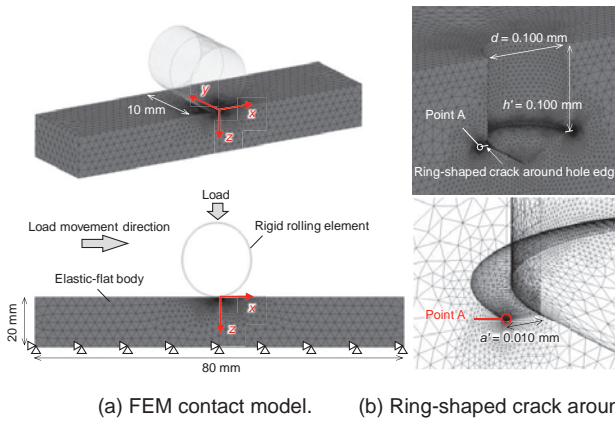 10 mm
y
x
z
Load
Load movement direction
Rigid rolling element
Elastic-flat body
x
z
20 mm
80 mm
(a) FEM contact model.
d = 0.100 mm
h' = 0.100 mm
Point A
Ring-shaped crack around hole edge
Point A
a' = 0.010 mm
(b) Ring-shaped crack aroun